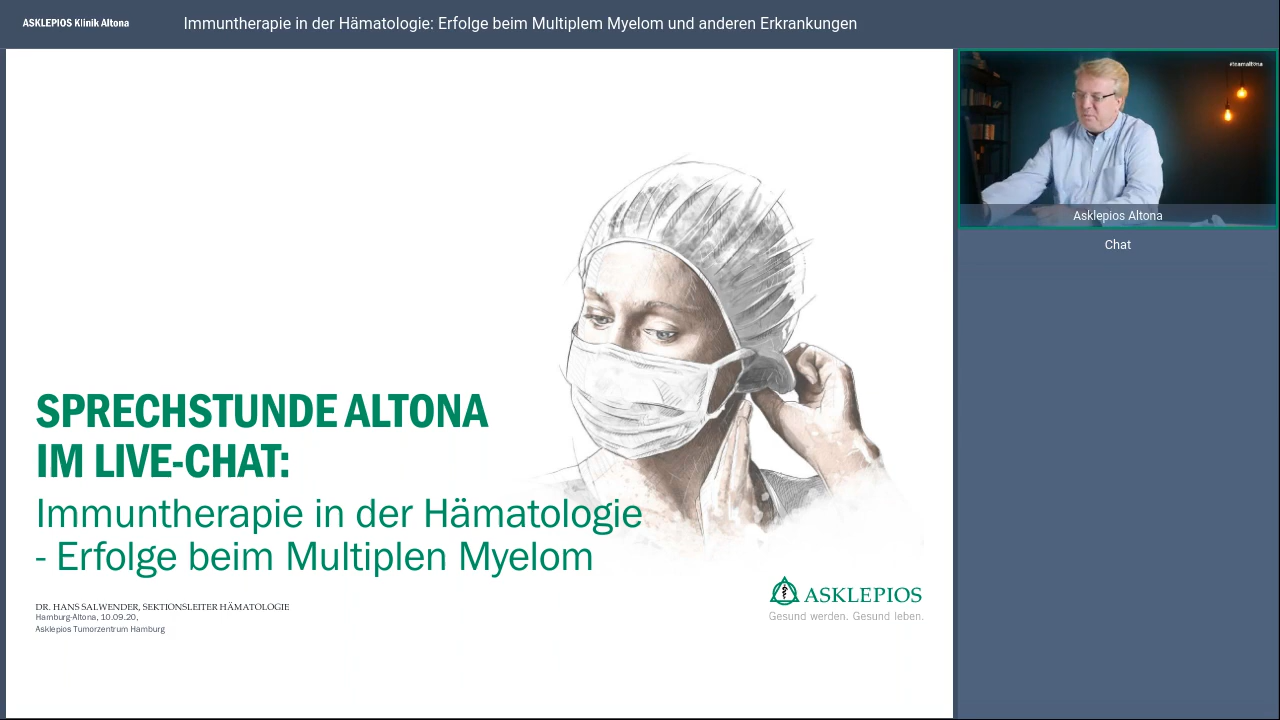 ASKLEPIOS Klinik Altona
Immuntherapie in der Hämatologie: Erfolge beim Multiplem Myelom und anderen Erkrankungen
#teamaltona
Asklepios Altona
Chat
SPRECHSTUNDE ALTONA
IM LIVE-CHAT:
Immuntherapie in der Hämatologie
- Erfolge beim Multiplen Myelom
DR. HANS SALWENDER, SEKTIONSLEITER HÄMATOLOGIE
Hamburg-Altona, 10.09.20,
Asklepios Tumorzentrum Hamburg
ASKLEPIOS
Gesund werden. Gesund leben.